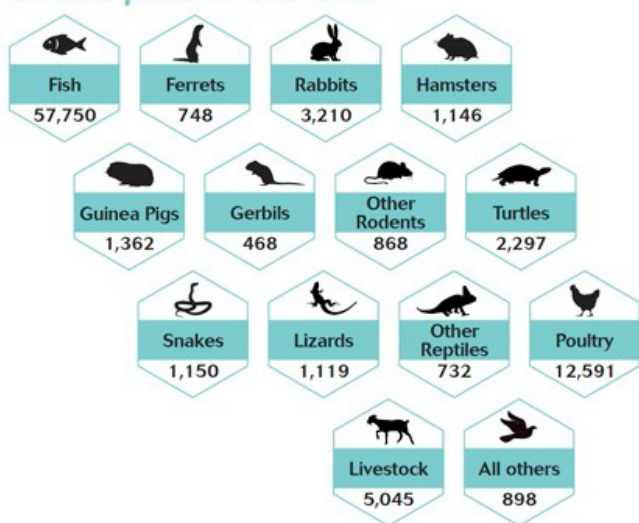 Fish
57,750
Ferrets
748
Rabbits
3,210
Hamsters
1,146
Guinea Pigs
1,362
Gerbils
468
Other
Rodents
868
Turtles
2,297
Snakes
1,150
Lizards
1,119
Other
Reptiles
732
Poultry
12,591
Livestock
5,045
All others
898